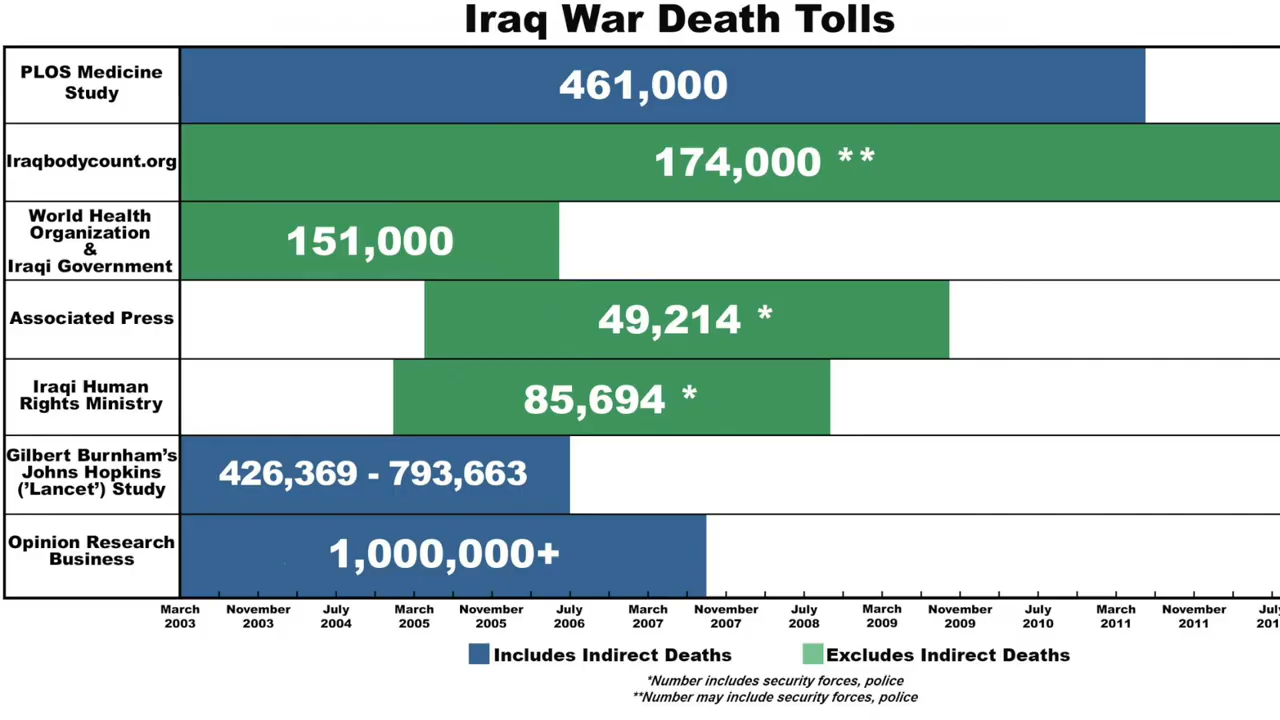 Iraq War Death Tolls
PLOS Medicine
Study
461,000
Iraqbodycount.org
174,000 **
World Health
Organization
&
Iraqi Government
151,000
Associated Press
49,214 *
Iraqi Human
Rights Ministry
85,694 *
Gilbert Burnham’s
Johns Hopkins
(’Lancet’) Study
426,369 - 793,663
Opinion Research
Business
1,000,000+
March November July March November July March November July March November July March November
2003 2003 2004 2005 2005 2006 2007 2007 2008 2009 2009 2010 2011 2011
Includes Indirect Deaths Excludes Indirect Deaths
*Number includes security forces, police
**Number may include security forces, police